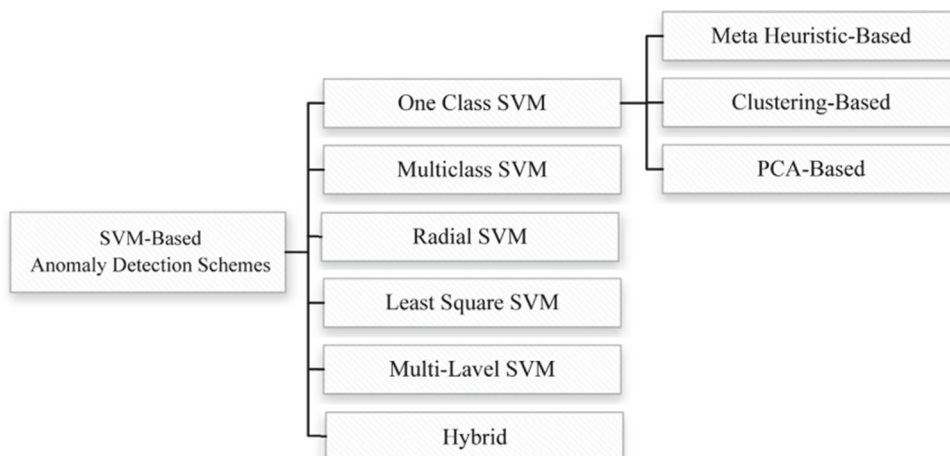 SVM-Based
Anomaly Detection Schemes
One Class SVM
Multiclass SVM
Radial SVM
Least Square SVM
Multi-Lavel SVM
Hybrid
Meta Heuristic-Based
Clustering-Based
PCA-Based